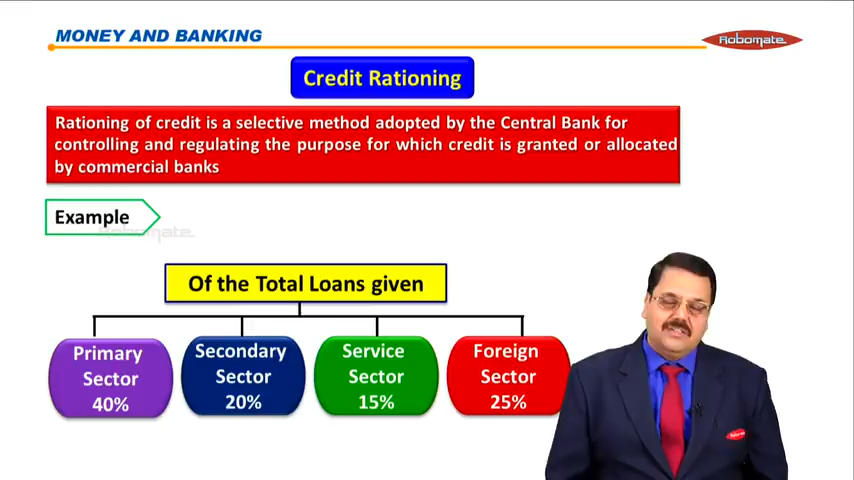 MONEY AND BANKING
Robomate
Credit Rationing
Rationing of credit is a selective method adopted by the Central Bank for
controlling and regulating the purpose for which credit is granted or allocated
by commercial banks
Example
Robomate
Of the Total Loans given
Primary
Sector
40%
Secondary
Sector
20%
Service
Sector
15%
Foreign
Sector
25%